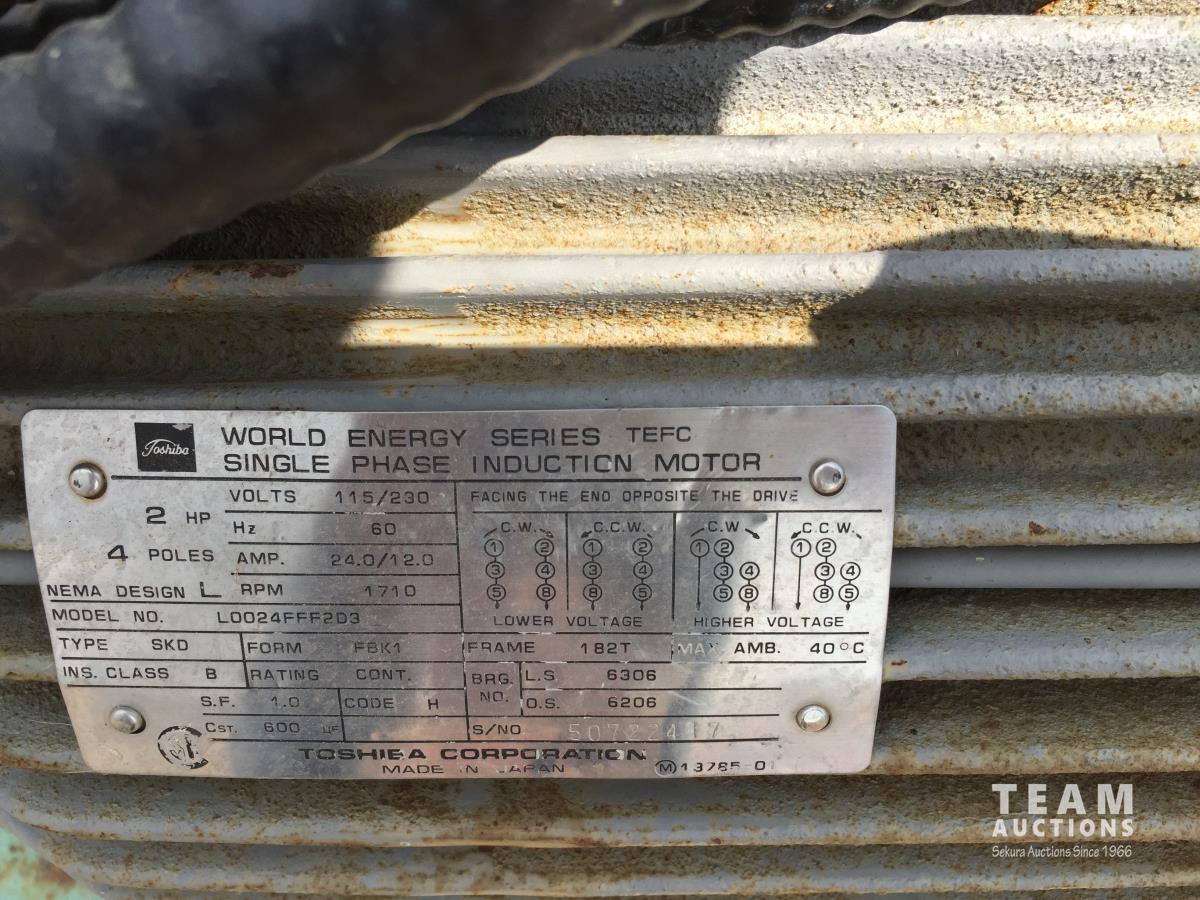 Toshiba
WORLD ENERGY SERIES TEFC
SINGLE PHASE INDUCTION MOTOR
2 HP
4 POLES
NEMA DESIGN L
VOLTS 115/230
Hz 60
AMP. 24.0/12.0
RPM 1710
FACING THE END OPPOSITE THE DRIVE
C.W. C.C.W. C.W. C.C.W.
1 2 1 2 1 2 1 2
3 4 3 4 3 4 3 4
5 8 8 5 5 8 8 5
LOWER VOLTAGE HIGHER VOLTAGE
MODEL NO. L0024FFF2D3
TYPE SKD FORM FBK1 FRAME 182T MAX. AMB. 40°C
INS. CLASS B RATING CONT. BRG. NO. L.S 6306
S.F. 1.0 CODE H O.S. 6206
CST. 600 µF S/NO
TOSHIBA CORPORATION
MADE IN JAPAN M 13785-01
TEAM
AUCTIONS
Sekura Auctions Since 1966